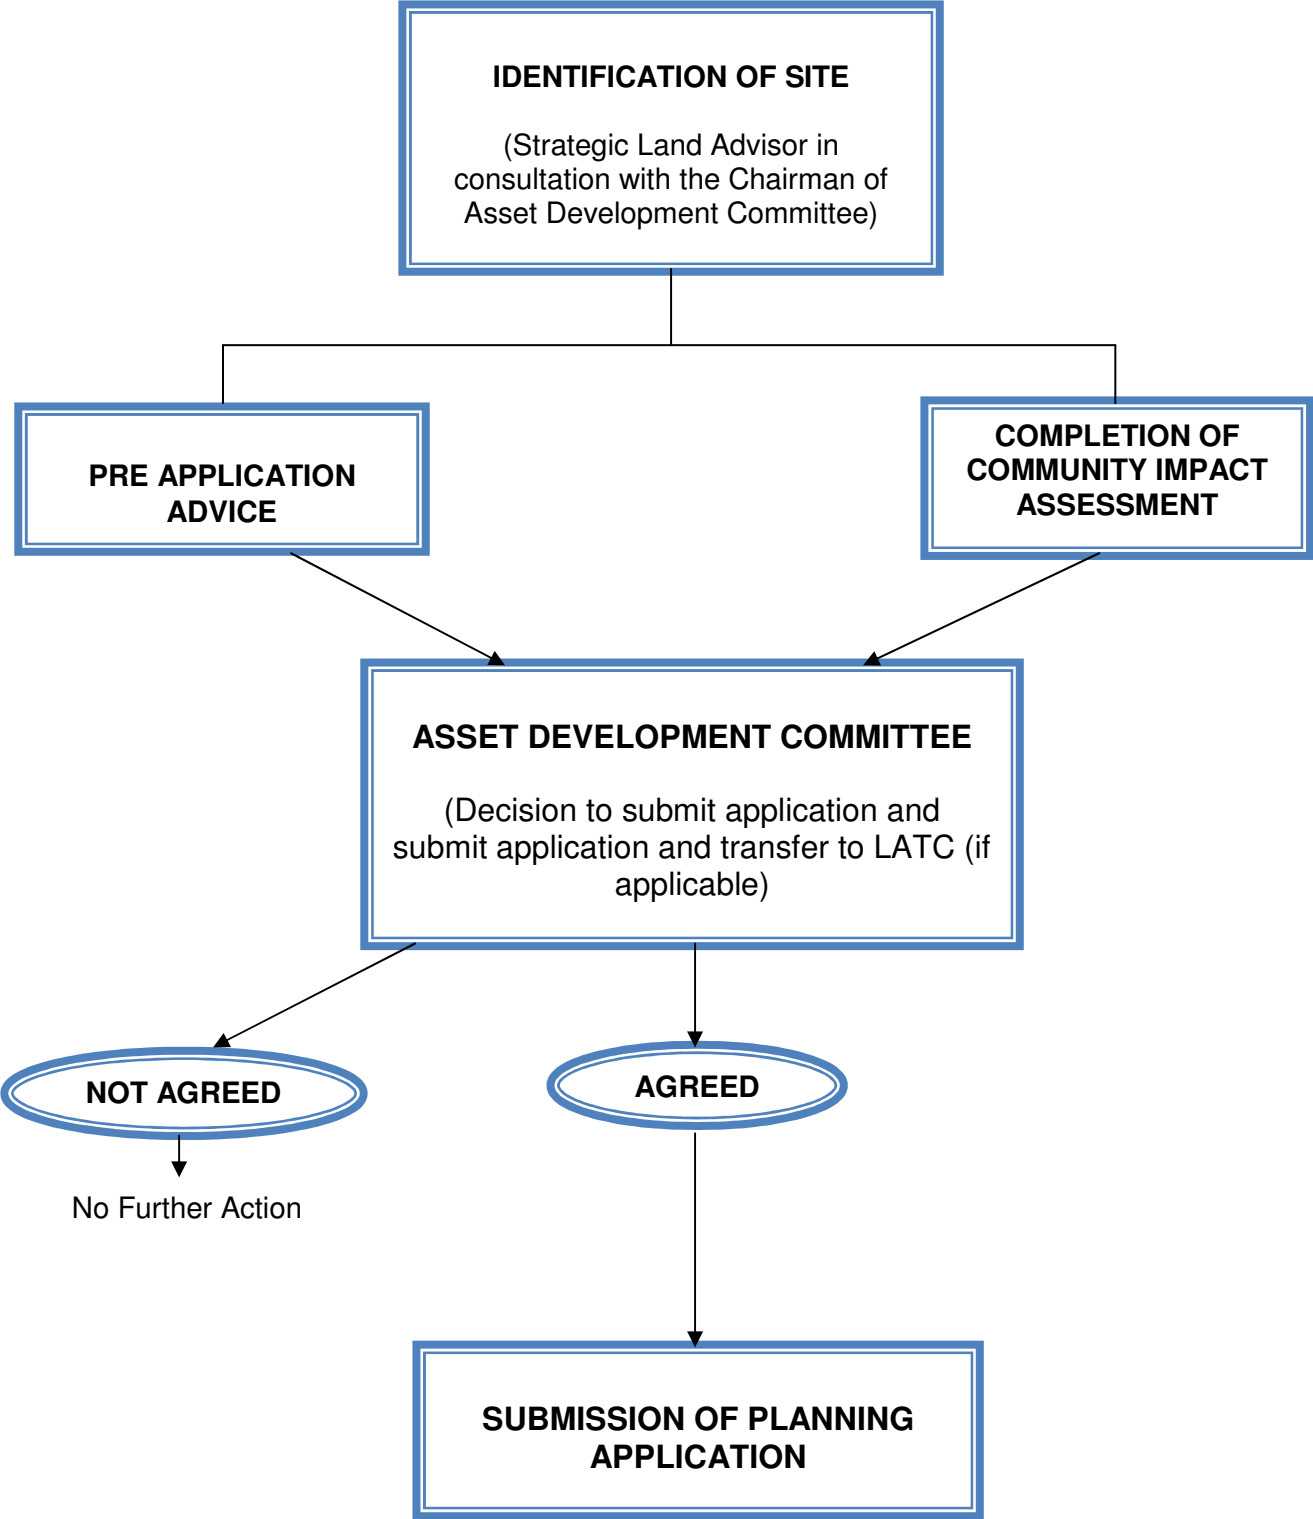 IDENTIFICATION OF SITE
(Strategic Land Advisor in
consultation with the Chairman of
Asset Development Committee)
PRE APPLICATION
ADVICE
COMPLETION OF
COMMUNITY IMPACT
ASSESSMENT
ASSET DEVELOPMENT COMMITTEE
(Decision to submit application and
submit application and transfer to LATC (if
applicable)
NOT AGREED
AGREED
No Further Action
SUBMISSION OF PLANNING
APPLICATION